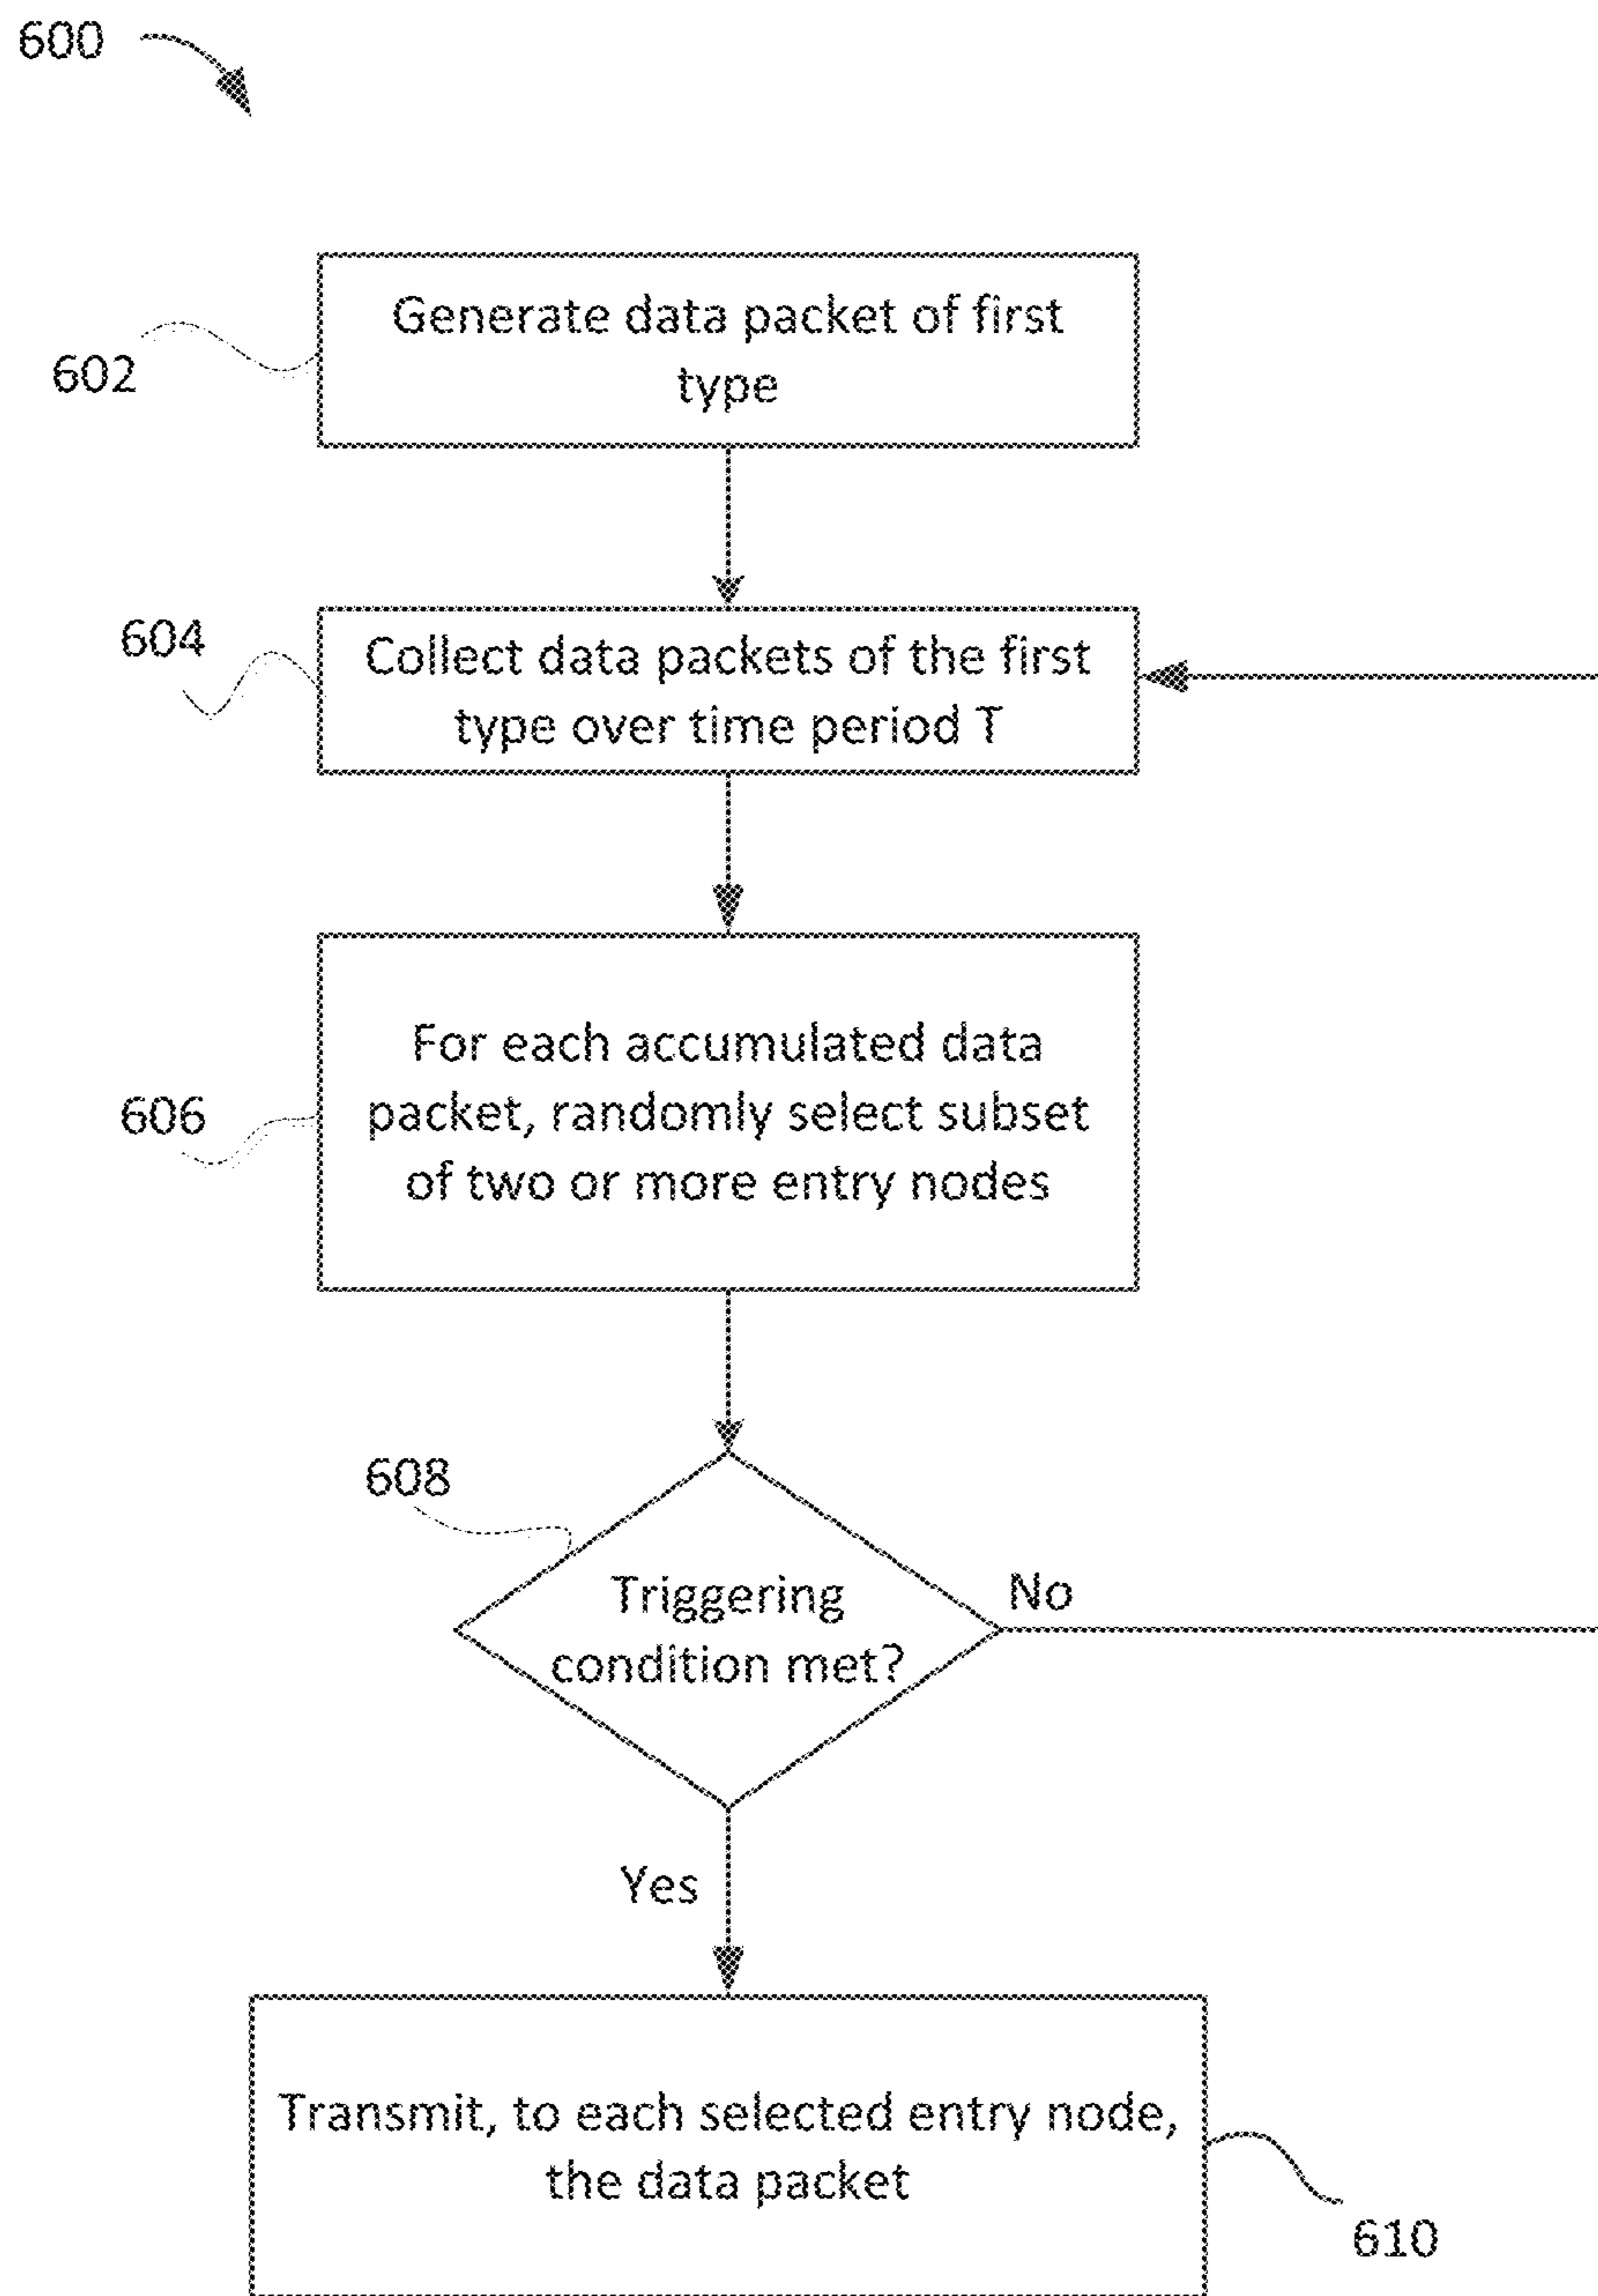 600
Generate data packet of first
type
602
604
Collect data packets of the first
type over time period T
For each accumulated data
packet, randomly select subset
of two or more entry nodes
606
608
Triggering
condition met?
No
Yes
Transmit, to each selected entry node,
the data packet
610